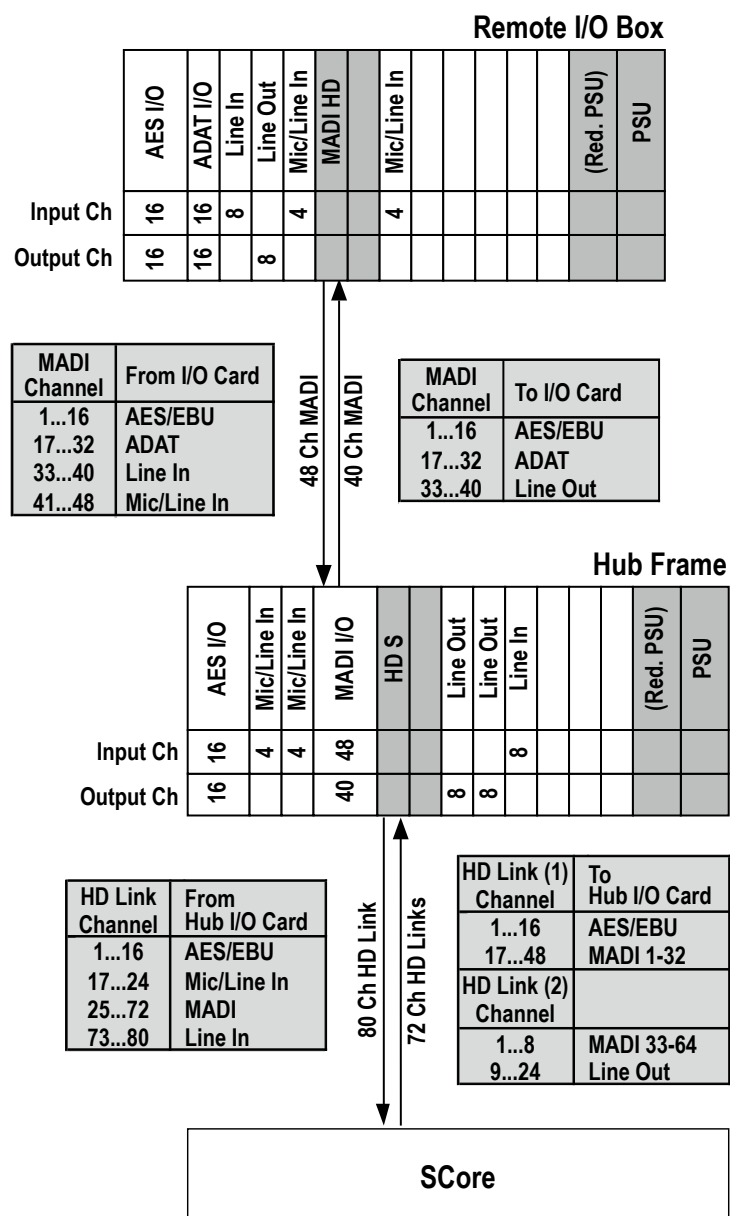 Remote I/O Box
AES I/O
ADAT I/O
Line In
Line Out
Mic/Line In
MADI HD
Mic/Line In
(Red. PSU)
PSU
Input Ch 16 16 8 4 4
Output Ch 16 16 8
MADI Channel From I/O Card
1...16 AES/EBU
17...32 ADAT
33...40 Line In
41...48 Mic/Line In
48 Ch MADI
40 Ch MADI
MADI Channel To I/O Card
1...16 AES/EBU
17...32 ADAT
33...40 Line Out
Hub Frame
AES I/O
Mic/Line In
Mic/Line In
MADI I/O
HD S
Line Out
Line Out
Line In
(Red. PSU)
PSU
Input Ch 16 4 4 48 8
Output Ch 16 40 8 8
HD Link Channel From Hub I/O Card
1...16 AES/EBU
17...24 Mic/Line In
25...72 MADI
73...80 Line In
80 Ch HD Link
72 Ch HD Links
HD Link (1) Channel To Hub I/O Card
1...16 AES/EBU
17...48 MADI 1-32
HD Link (2) Channel
1...8 MADI 33-64
9...24 Line Out
SCore